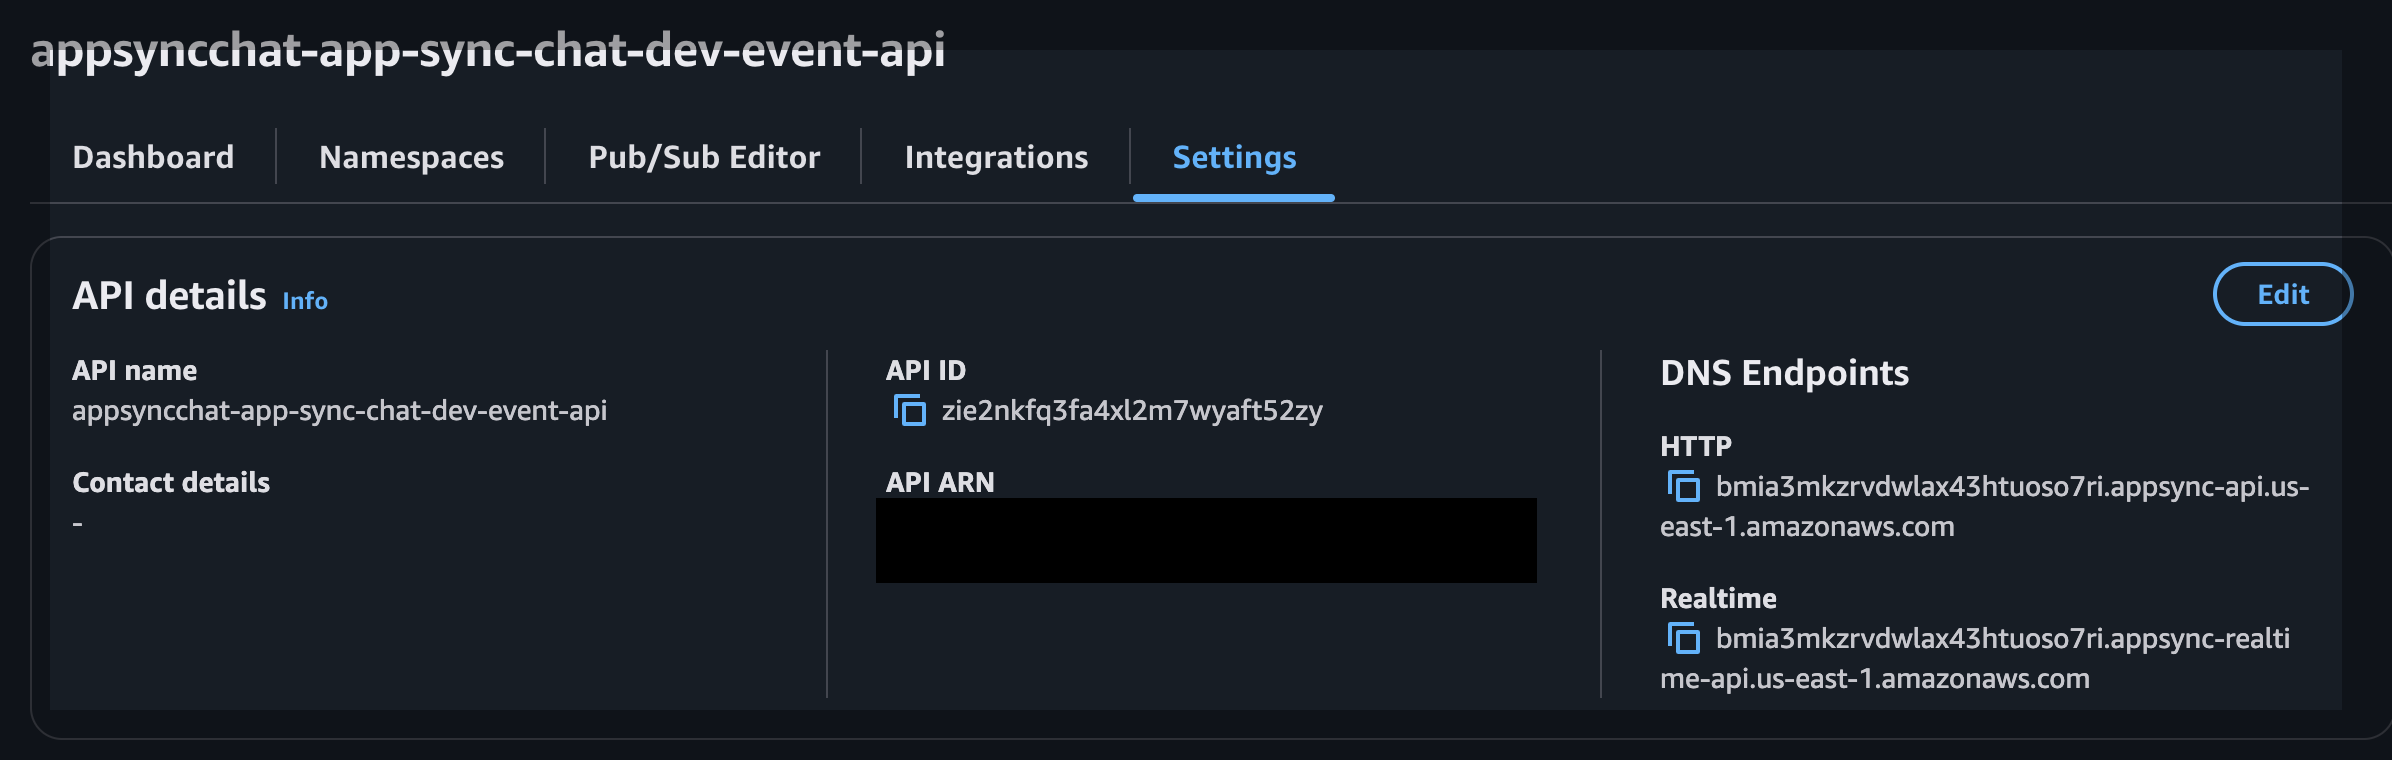 appsyncchat-app-sync-chat-dev-event-api
Dashboard
Namespaces
Pub/Sub Editor
Integrations
Settings
API details Info
Edit
API name
appsyncchat-app-sync-chat-dev-event-api
Contact details
-
API ID
zie2nkfq3fa4xl2m7wyaft52zy
API ARN
DNS Endpoints
HTTP
bmia3mkzrvdwlax43htuoso7ri.appsync-api.us-
east-1.amazonaws.com
Realtime
bmia3mkzrvdwlax43htuoso7ri.appsync-realti
me-api.us-east-1.amazonaws.com